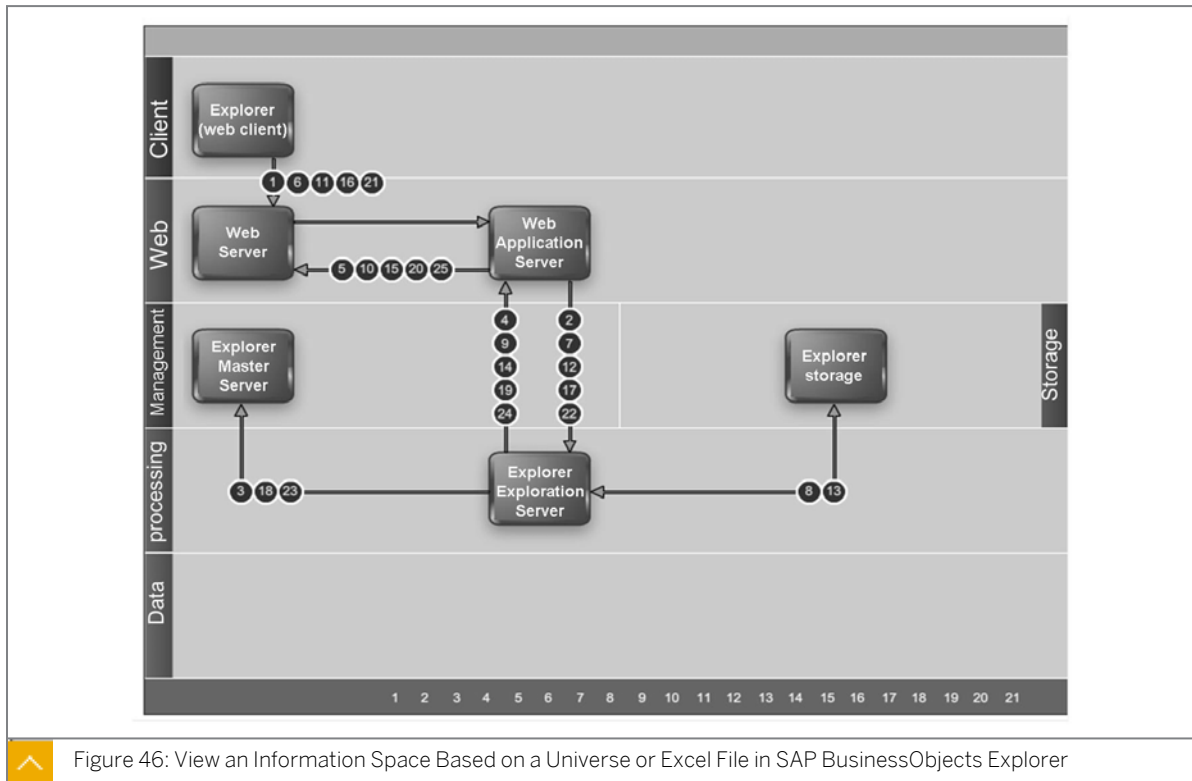 Client
Explorer
(web client)
1 6 11 16 21
Web
Web
Server
Web
Application
Server
5 10 15 20 25
Management
Explorer
Master
Server
4
9
14
19
24
2
7
12
17
22
Explorer
storage
Storage
processing
3 18 23
Explorer
Exploration
Server
8 13
Data
1 2 3 4 5 6 7 8 9 10 11 12 13 14 15 16 17 18 19 20 21
Figure 46: View an Information Space Based on a Universe or Excel File in SAP BusinessObjects Explorer